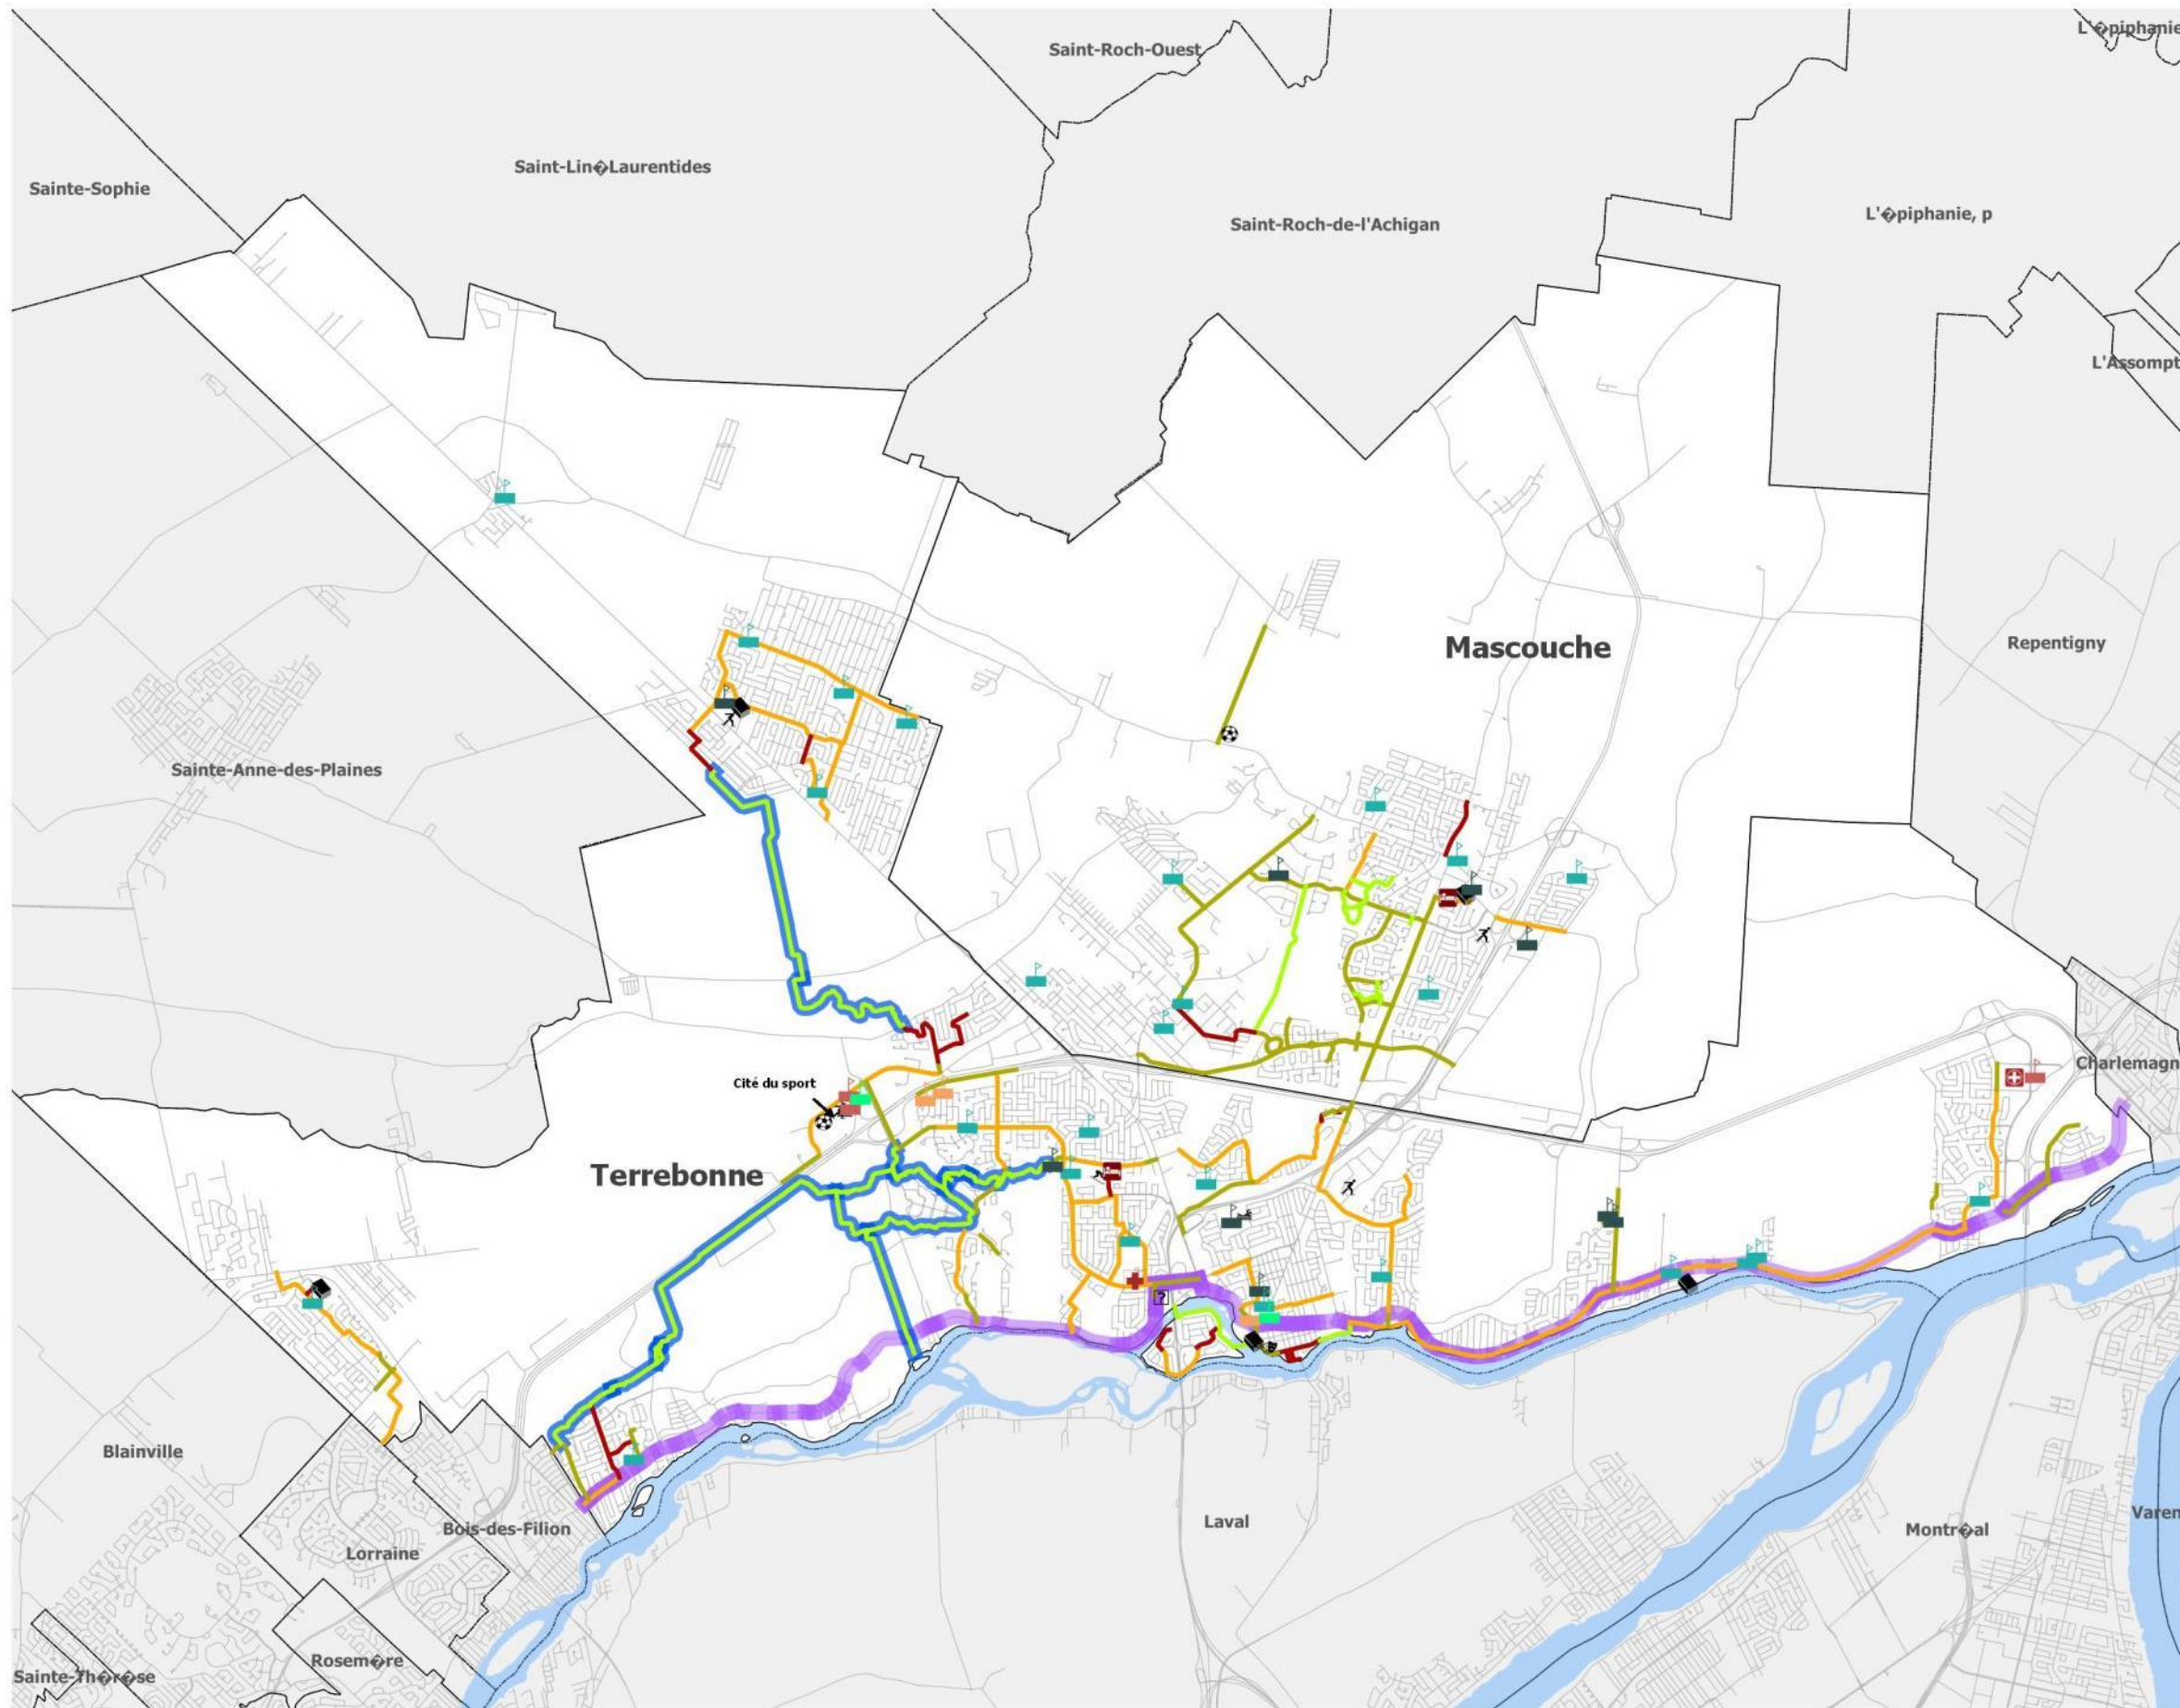 L'�piphanie
Saint-Roch-Ouest
Saint-Lin�Laurentides
Sainte-Sophie
L'�piphanie, p
Saint-Roch-de-l'Achigan
L'Assompt
Mascouche
Repentigny
Sainte-Anne-des-Plaines
Charlemagn
Cité du sport
Terrebonne
Blainville
Bois-des-Filion
Laval
Montr�al
Varen
Lorraine
Rosem�re
Sainte-Th�r�se
?